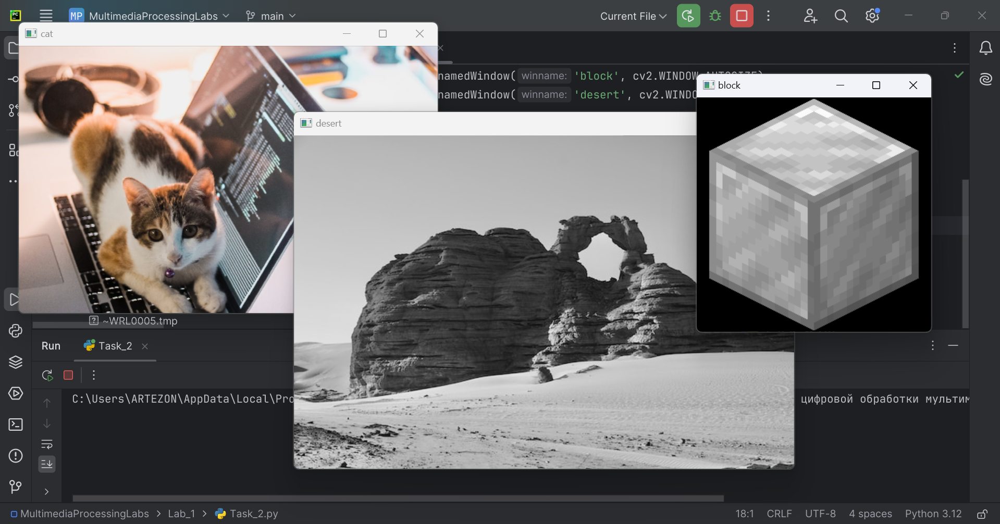 MP MultimediaProcessingLabs main Current File
cat
namedWindow( winname: 'block', cv2.WINDOW_AUTOSIZE)
block
namedWindow( winname: 'desert', cv2.WINDO
desert
~WRL0005.tmp
Run Task_2
C:\Users\ARTEZON\AppData\Local\Pro
цифровой обработки мультим
MultimediaProcessingLabs > Lab_1 > Task_2.py 18:1 CRLF UTF-8 4 spaces Python 3.12